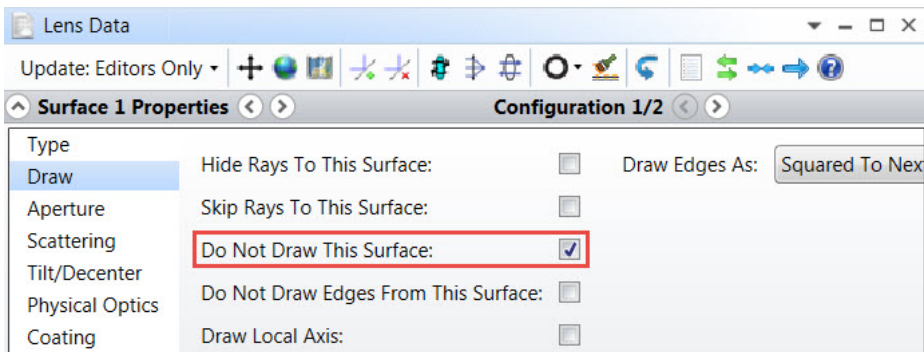 Lens Data
Update: Editors Only
Surface 1 Properties Configuration 1/2
Type
Draw
Aperture
Scattering
Tilt/Decenter
Physical Optics
Coating
Hide Rays To This Surface:
Skip Rays To This Surface:
Do Not Draw This Surface:
Do Not Draw Edges From This Surface:
Draw Local Axis:
Draw Edges As: Squared To Nex